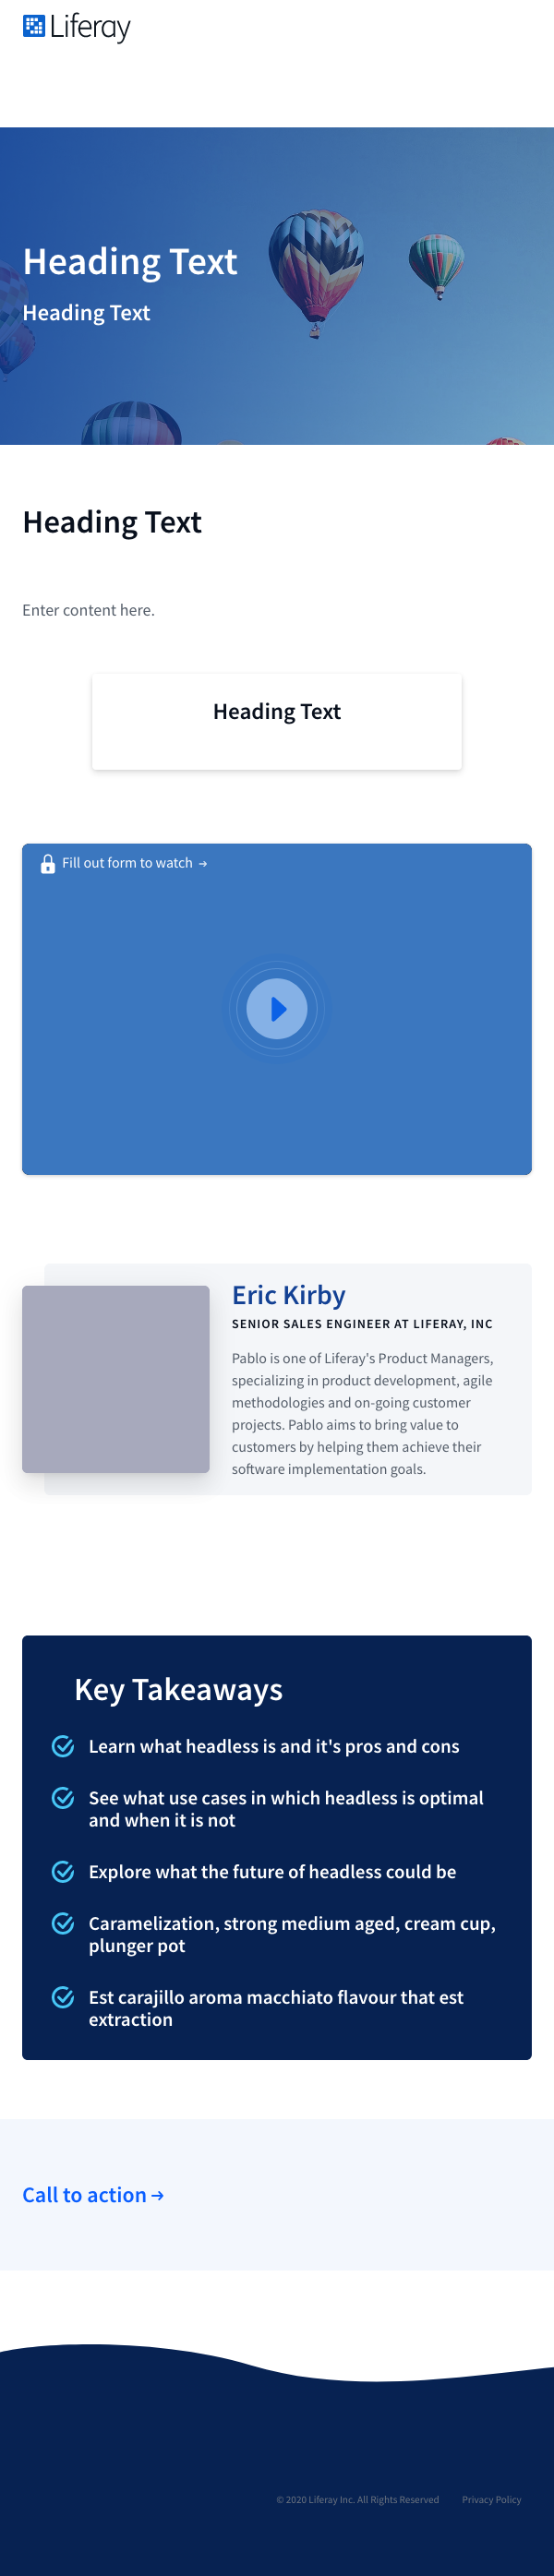 Liferay
Heading Text
Heading Text
Heading Text
Enter content here.
Heading Text
Fill out form to watch →
Eric Kirby
SENIOR SALES ENGINEER AT LIFERAY, INC
Pablo is one of Liferay's Product Managers,
specializing in product development, agile
methodologies and on-going customer
projects. Pablo aims to bring value to
customers by helping them achieve their
software implementation goals.
Key Takeaways
Learn what headless is and it's pros and cons
See what use cases in which headless is optimal
and when it is not
Explore what the future of headless could be
Caramelization, strong medium aged, cream cup,
plunger pot
Est carajillo aroma macchiato flavour that est
extraction
Call to action →
© 2020 Liferay Inc. All Rights Reserved Privacy Policy